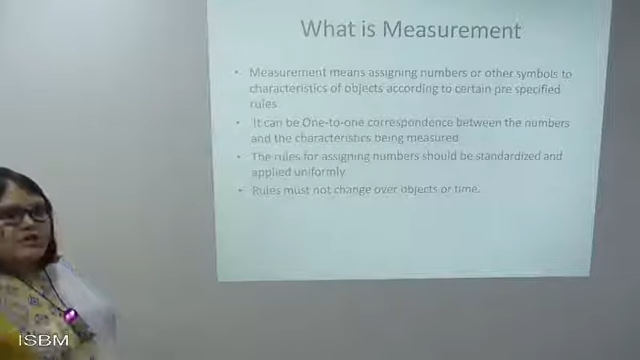 What is Measurement
• Measurement means assigning numbers or other symbols to
characteristics of objects according to certain pre specified
rules
• It can be One-to-one correspondence between the numbers
and the characteristics being measured
• The rules for assigning numbers should be standardized and
applied uniformly
• Rules must not change over objects or time.
ISBM